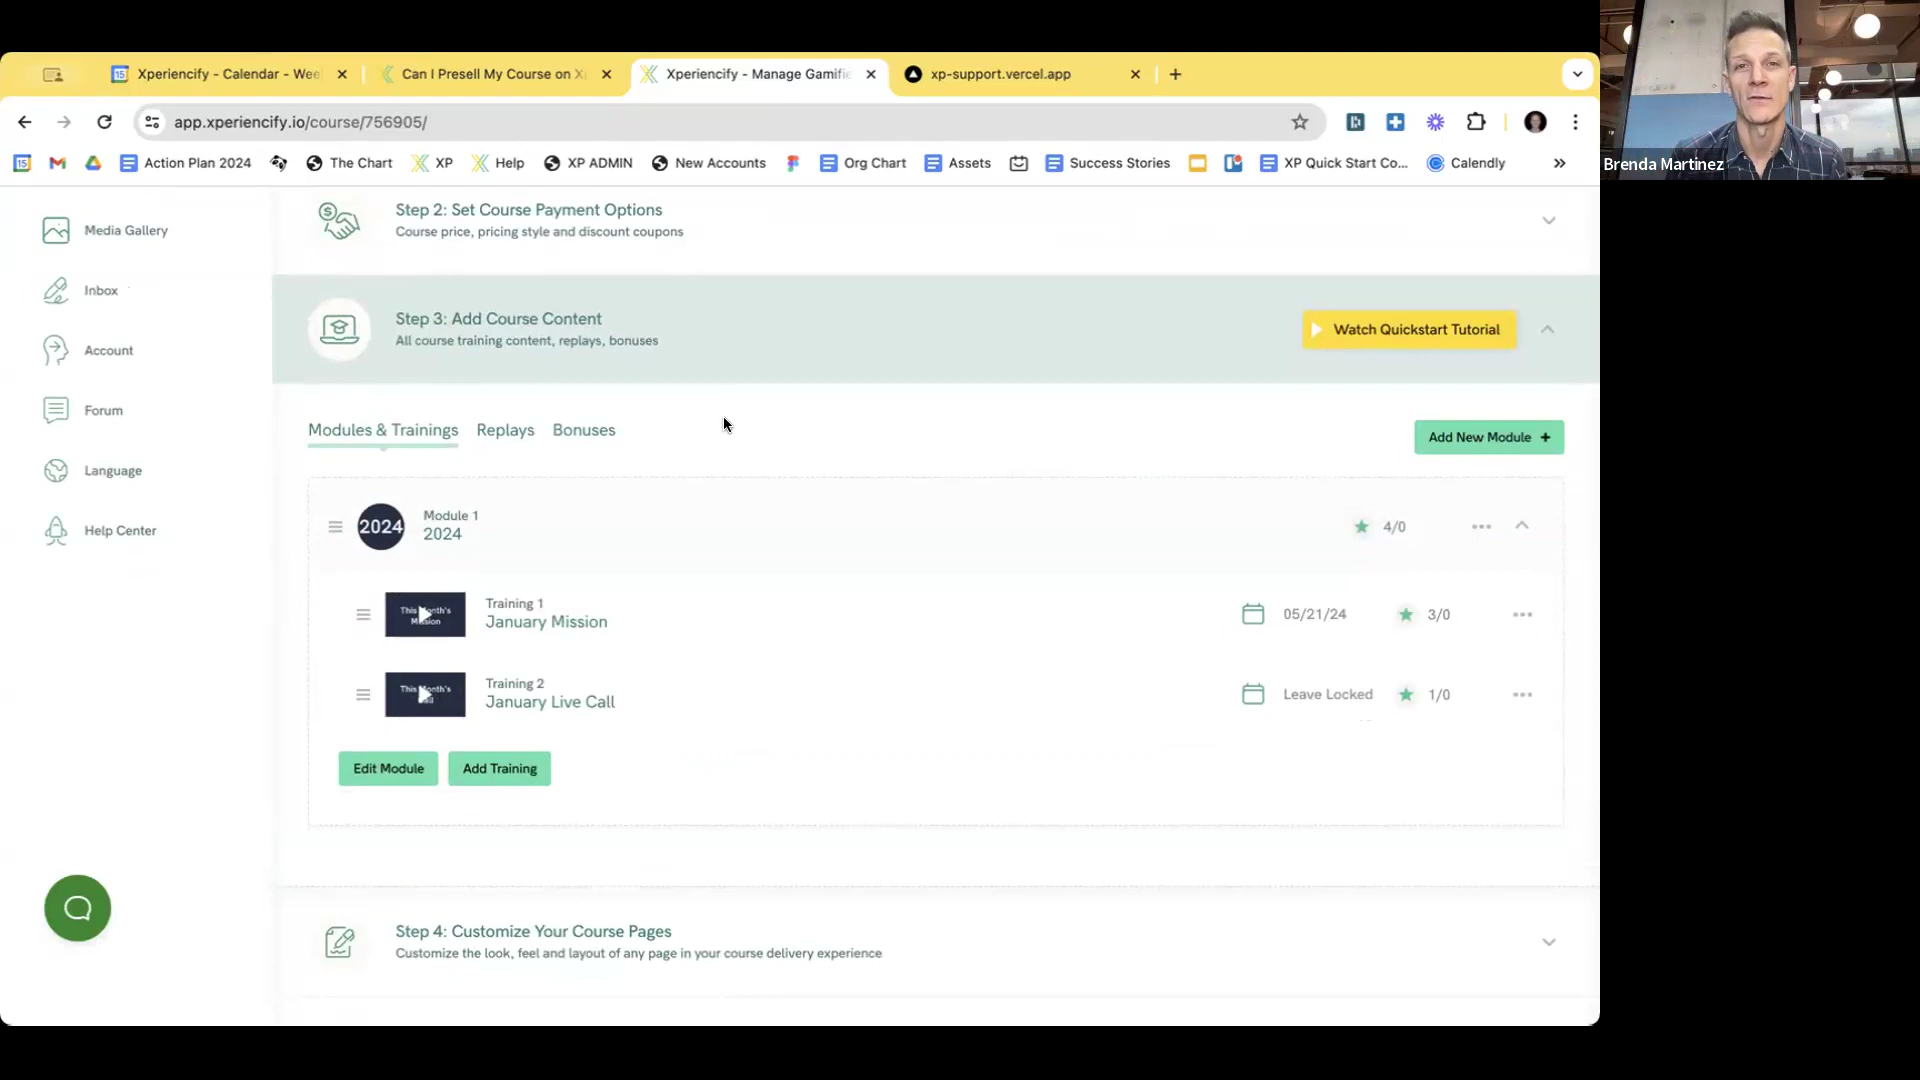 Xperiencify - Calendar - Wee
Can I Presell My Course on X
Xperiencify - Manage Gamifi
xp-support.vercel.app
app.xperiencify.io/course/756905/
Action Plan 2024
The Chart
XP
Help
XP ADMIN
New Accounts
Org Chart
Assets
Success Stories
XP Quick Start Co...
Calendly
Brenda Martinez
Media Gallery
Inbox
Account
Forum
Language
Help Center
Step 2: Set Course Payment Options
Course price, pricing style and discount coupons
Step 3: Add Course Content
All course training content, replays, bonuses
Watch Quickstart Tutorial
Modules & Trainings
Replays
Bonuses
Add New Module +
2024
Module 1
2024
4/0
This Month's
Mission
Training 1
January Mission
05/21/24
3/0
This Month's
Training 2
January Live Call
Leave Locked
1/0
Edit Module
Add Training
Step 4: Customize Your Course Pages
Customize the look, feel and layout of any page in your course delivery experience